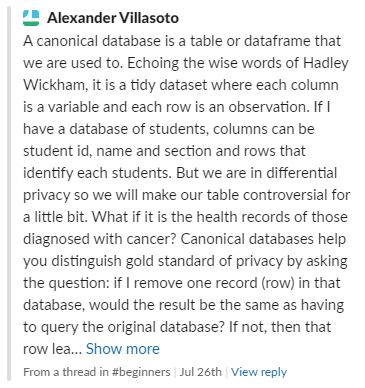 Alexander Villasoto
A canonical database is a table or dataframe that
we are used to. Echoing the wise words of Hadley
Wickham, it is a tidy dataset where each column
is a variable and each row is an observation. If I
have a database of students, columns can be
student id, name and section and rows that
identify each students. But we are in differential
privacy so we will make our table controversial for
a little bit. What if it is the health records of those
diagnosed with cancer? Canonical databases help
you distinguish gold standard of privacy by asking
the question: if I remove one record (row) in that
database, would the result be the same as having
to query the original database? If not, then that
row lea... Show more
From a thread in #beginners | Jul 26th | View reply